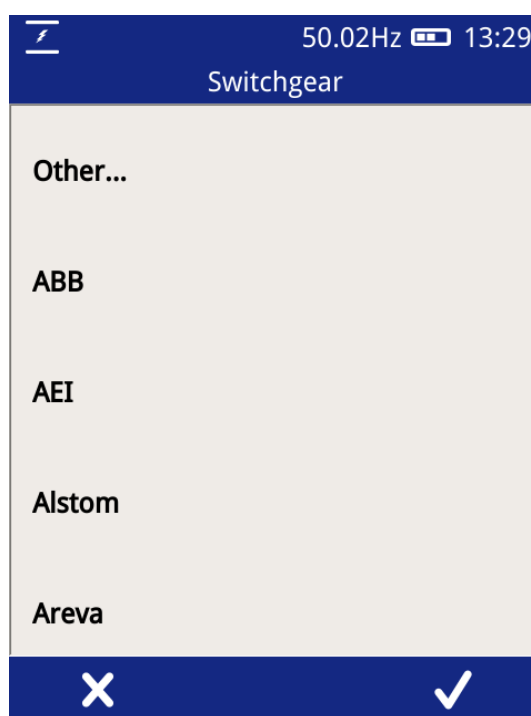 50.02Hz 13:29
Switchgear
Other...
ABB
AEI
Alstom
Areva